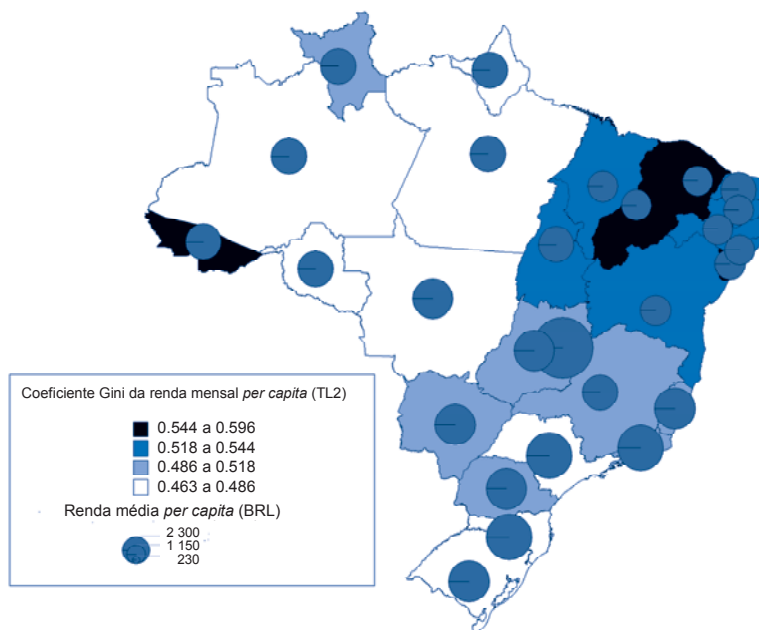 Coeficiente Gini da renda mensal per capita (TL2)
0.544 a 0.596
0.518 a 0.544
0.486 a 0.518
0.463 a 0.486
Renda média per capita (BRL)
2 300
1 150
230